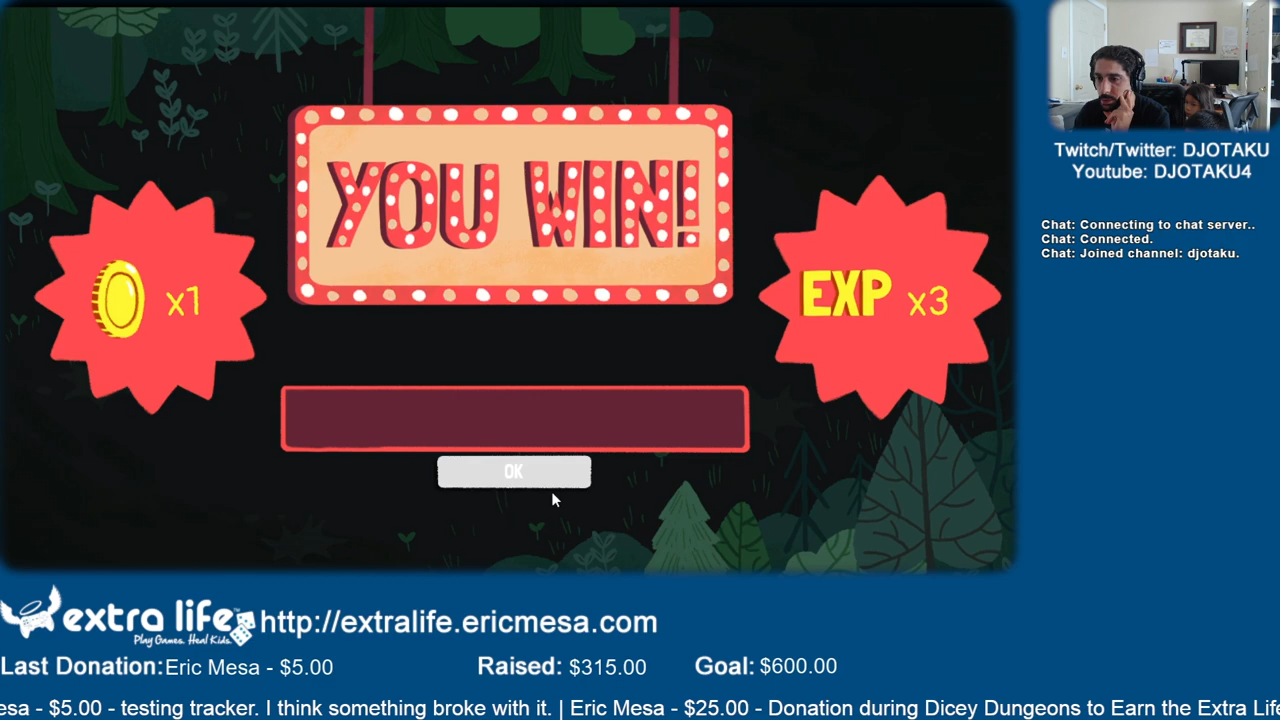 YOU WIN!
x1
EXP x3
OK
Twitch/Twitter: DJOTAKU
Youtube: DJOTAKU4
Chat: Connecting to chat server..
Chat: Connected.
Chat: Joined channel: djotaku.
extra life
Play Games. Heal Kids.
http://extralife.ericmesa.com
Last Donation: Eric Mesa - $5.00 Raised: $315.00 Goal: $600.00
esa - $5.00 - testing tracker. I think something broke with it. | Eric Mesa - $25.00 - Donation during Dicey Dungeons to Earn the Extra Life